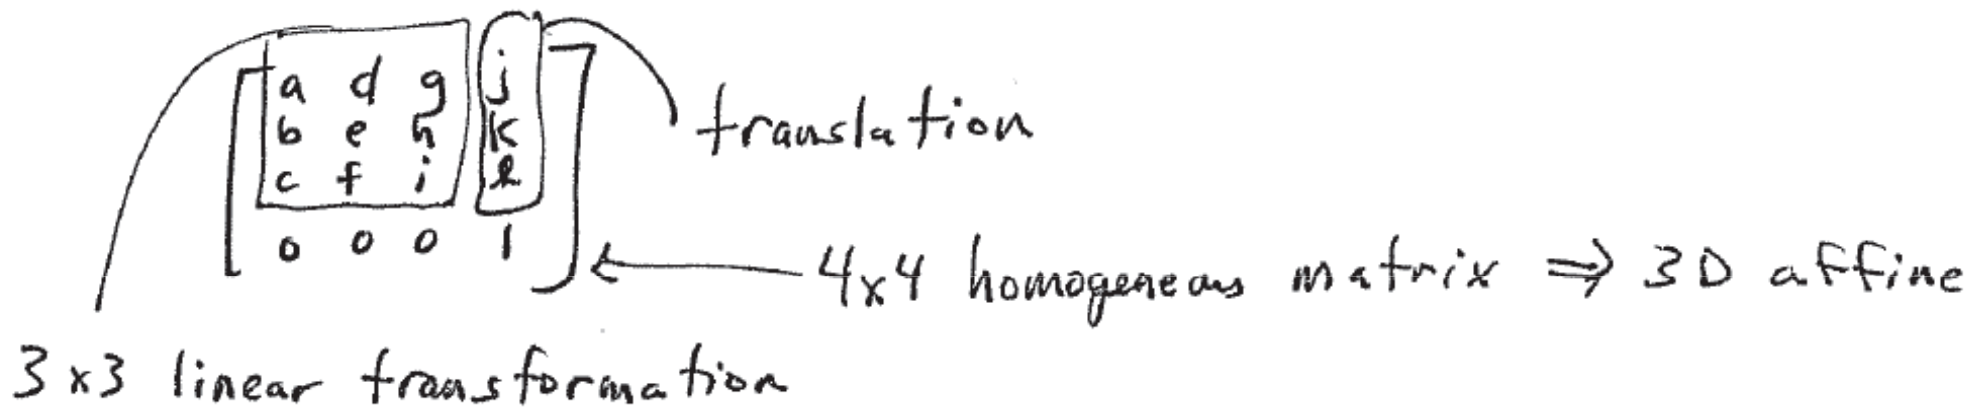 a d g j
b e h k translation
c f i l
0 0 0 1
4x4 homogeneous matrix ⇒ 3D affine
3x3 linear transformation